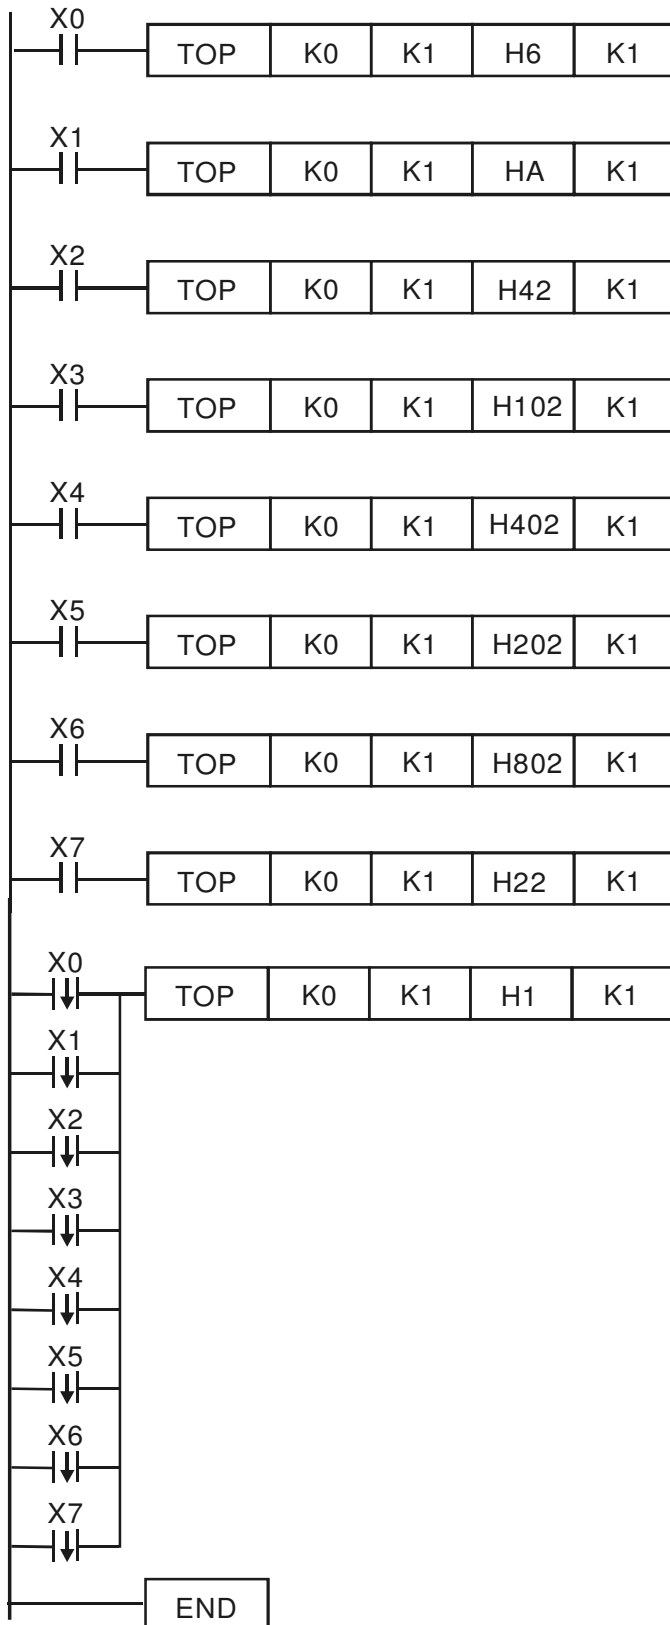 X0
TOP K0 K1 H6 K1
X1
TOP K0 K1 HA K1
X2
TOP K0 K1 H42 K1
X3
TOP K0 K1 H102 K1
X4
TOP K0 K1 H402 K1
X5
TOP K0 K1 H202 K1
X6
TOP K0 K1 H802 K1
X7
TOP K0 K1 H22 K1
X0
TOP K0 K1 H1 K1
X1
X2
X3
X4
X5
X6
X7
END